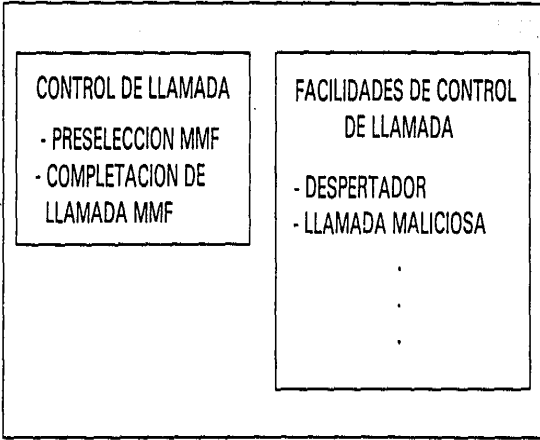 CONTROL DE LLAMADA
- PRESELECCION MMF
- COMPLETACION DE
LLAMADA MMF
FACILIDADES DE CONTROL
DE LLAMADA
- DESPERTADOR
- LLAMADA MALICIOSA
.
.
.